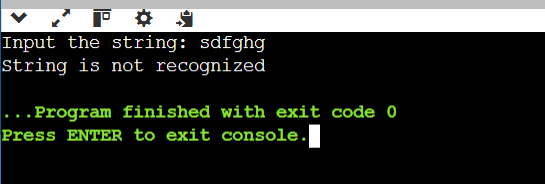 Input the string: sdfghg
String is not recognized
...Program finished with exit code 0
Press ENTER to exit console.